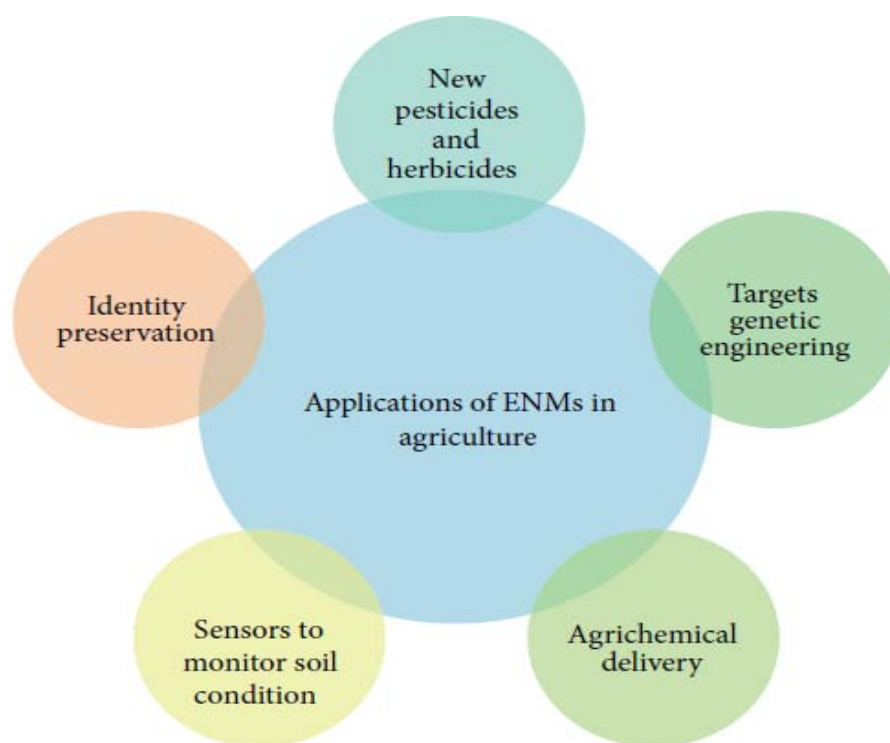 New
pesticides
and
herbicides
Identity
preservation
Targets
genetic
engineering
Applications of ENMs in
agriculture
Sensors to
monitor soil
condition
Agrichemical
delivery